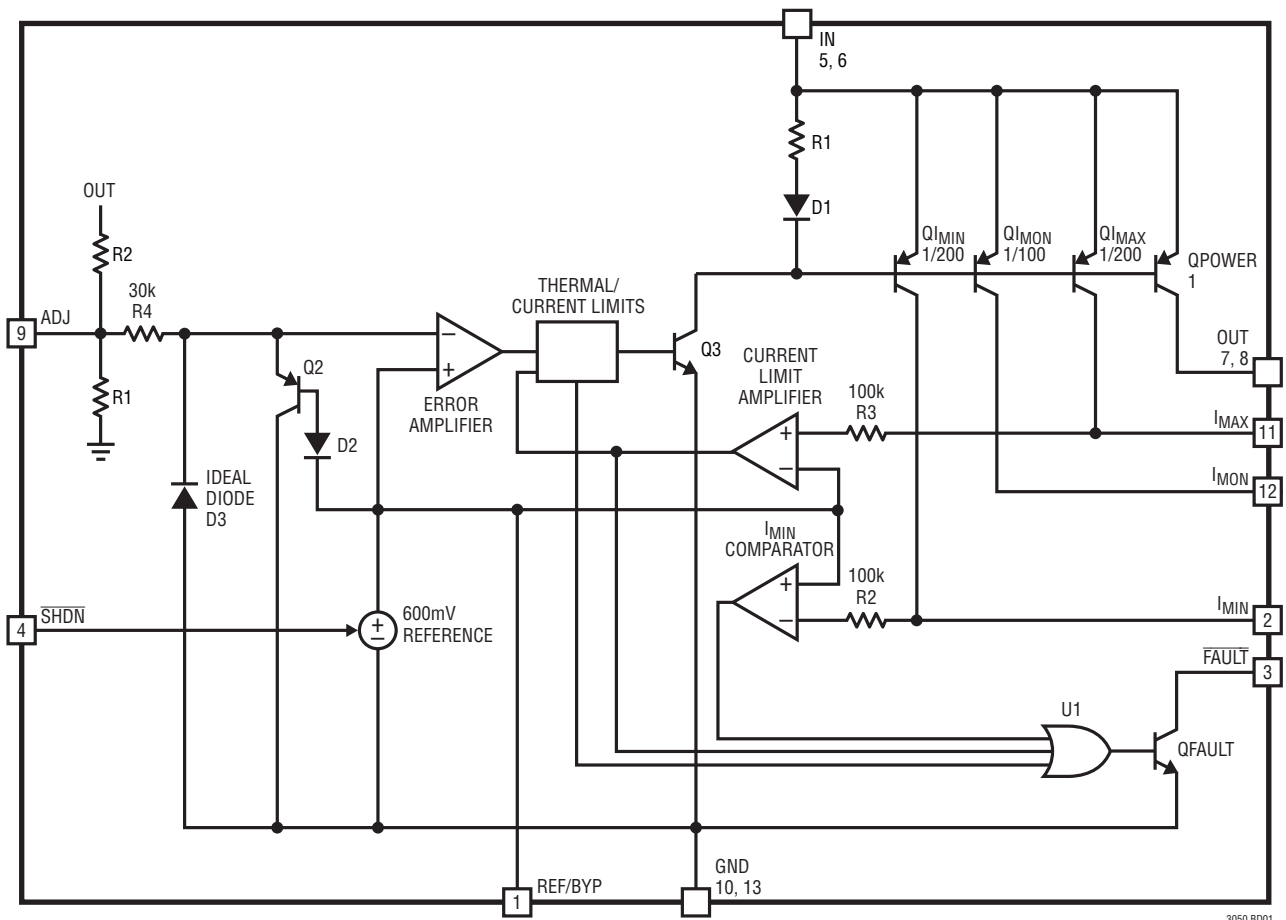 IN
5, 6
R1
D1
OUT
R2
30k
R4
9
ADJ
R1
THERMAL/
CURRENT LIMITS
QI_MIN
1/200
QI_MON
1/100
QI_MAX
1/200
QPOWER
1
Q2
–
+
ERROR
AMPLIFIER
Q3
CURRENT
LIMIT
AMPLIFIER
OUT
7, 8
100k
R3
+
–
I_MAX
11
D2
IDEAL
DIODE
D3
I_MON
12
I_MIN
COMPARATOR
100k
R2
+
–
I_MIN
2
SHDN
4
+
–
600mV
REFERENCE
FAULT
3
U1
QFAULT
REF/BYP
1
GND
10, 13
3050 BD01